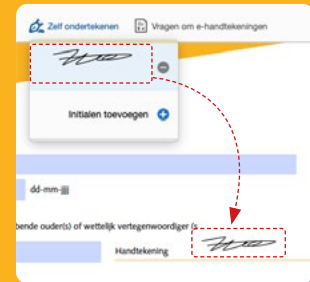 Zelf ondertekenen Vragen om e-handtekeningen
Initialen toevoegen
dd-mm-jjjj
bende ouder(s) of wettelijk vertegenwoordiger (s
Handtekening